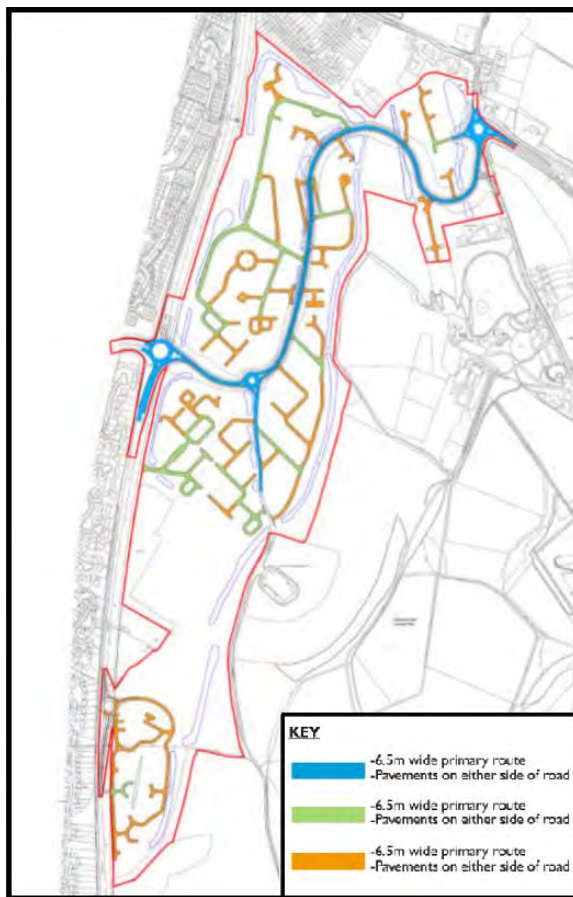 KEY
-6.5m wide primary route
-Pavements on either side of road
-6.5m wide primary route
-Pavements on either side of road
-6.5m wide primary route
-Pavements on either side of road